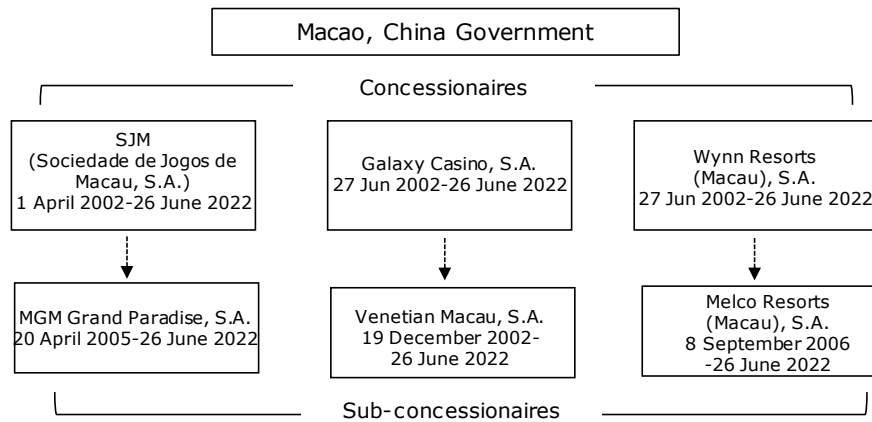 Macao, China Government
Concessionaires
SJM
(Sociedade de Jogos de
Macau, S.A.)
1 April 2002-26 June 2022
Galaxy Casino, S.A.
27 Jun 2002-26 June 2022
Wynn Resorts
(Macau), S.A.
27 Jun 2002-26 June 2022
MGM Grand Paradise, S.A.
20 April 2005-26 June 2022
Venetian Macau, S.A.
19 December 2002-
26 June 2022
Melco Resorts
(Macau), S.A.
8 September 2006
-26 June 2022
Sub-concessionaires